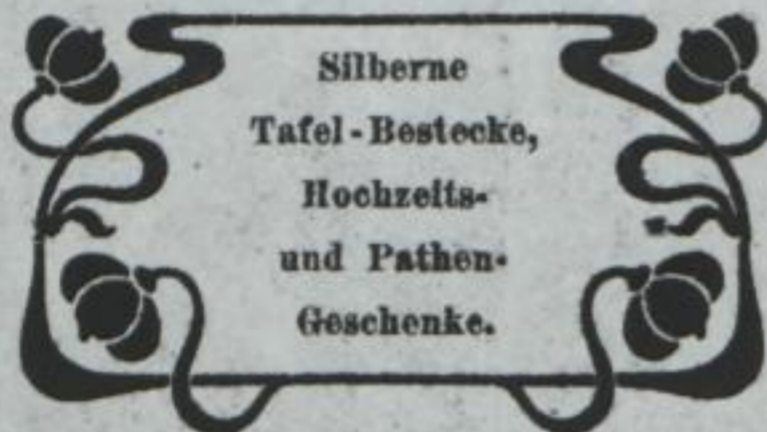 Silberne
Tafel-Bestecke,
Hochzeits-
und Pathen-
Geschenke.